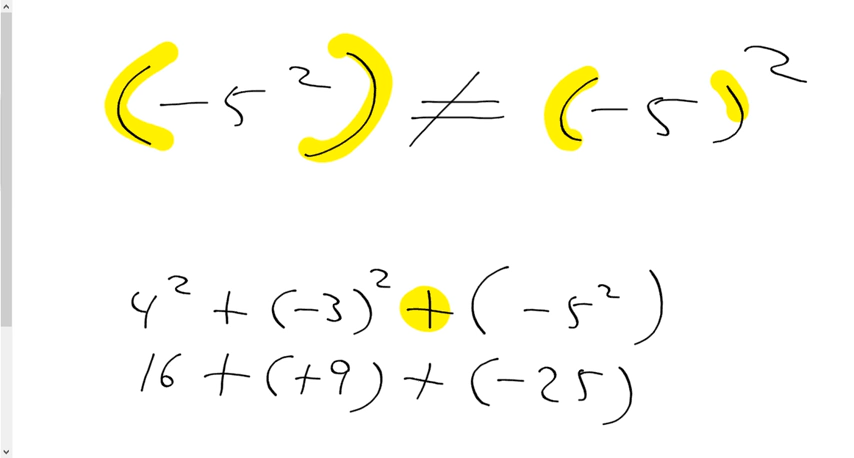 (-5²) ≠ (-5)²
4² + (-3)² + (-5²)
16 + (+9) + (-25)